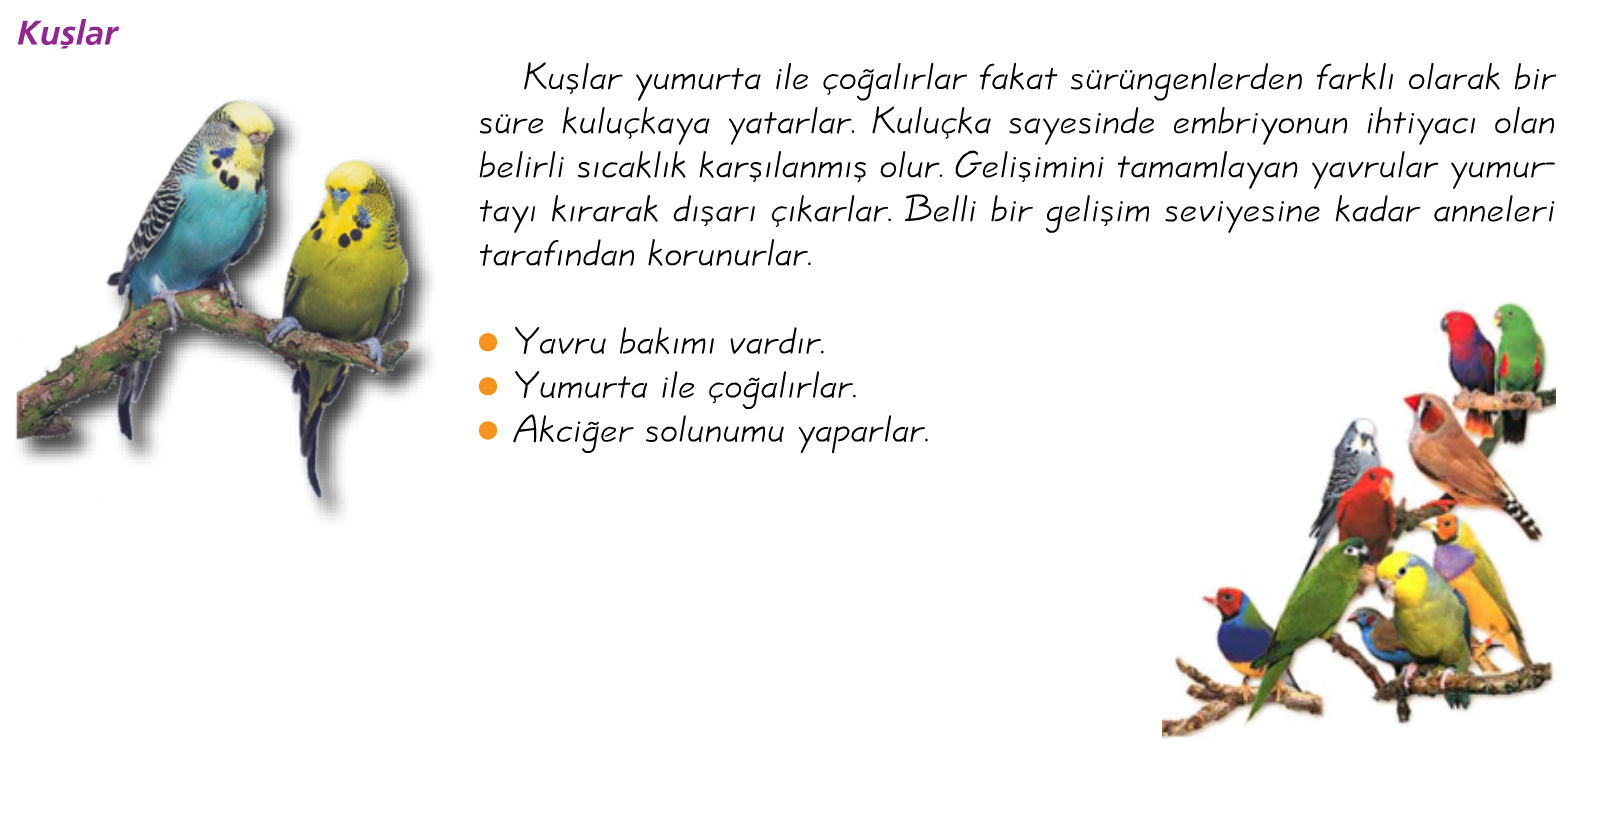 Kuşlar
Kuşlar yumurta ile çoğalırlar fakat sürüngenlerden farklı olarak bir
süre kuluçkaya yatarlar. Kuluçka sayesinde embriyonun ihtiyacı olan
belirli sıcaklık karşılanmış olur. Gelişimini tamamlayan yavrular yumur-
tayı kırarak dışarı çıkarlar. Belli bir gelişim seviyesine kadar anneleri
tarafından korunurlar.
● Yavru bakımı vardır.
● Yumurta ile çoğalırlar.
● Akciğer solunumu yaparlar.